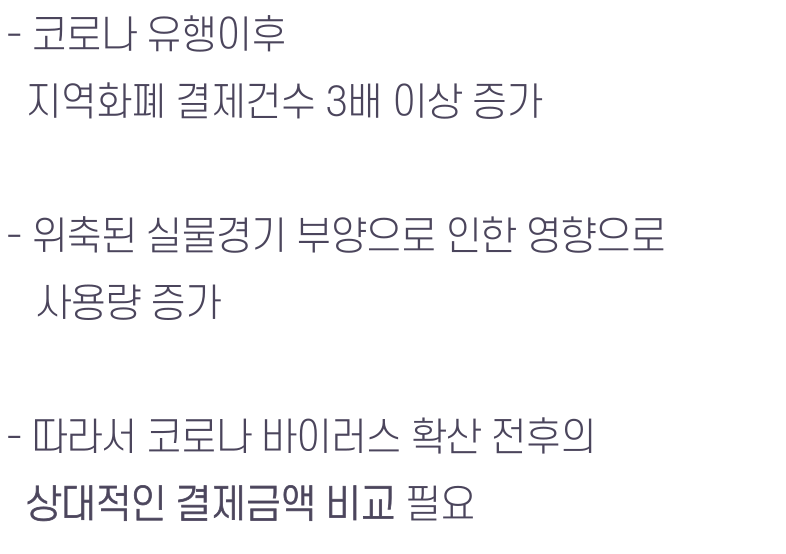 - 코로나 유행이후
지역화폐 결제건수 3배 이상 증가
- 위축된 실물경기 부양으로 인한 영향으로
사용량 증가
- 따라서 코로나 바이러스 확산 전후의
상대적인 결제금액 비교 필요